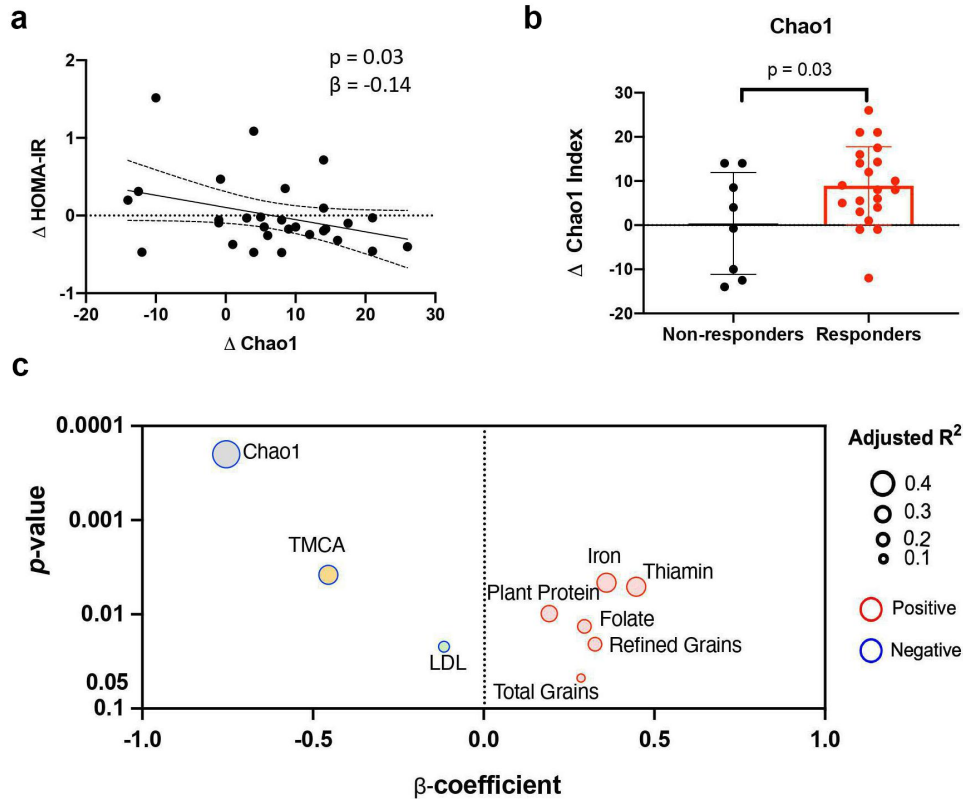 a
p = 0.03
β = -0.14
Δ HOMA-IR
2
1
0
-1
-20
-10
0
10
20
30
Δ Chao1
b
Chao1
p = 0.03
Δ Chao1 Index
30
20
10
0
-10
-20
Non-responders
Responders
c
p-value
0.0001
0.001
0.01
0.05
0.1
Chao1
TMCA
LDL
Iron
Thiamin
Plant Protein
Folate
Refined Grains
Total Grains
-1.0
-0.5
0.0
0.5
1.0
β-coefficient
Adjusted R²
0.4
0.3
0.2
0.1
Positive
Negative